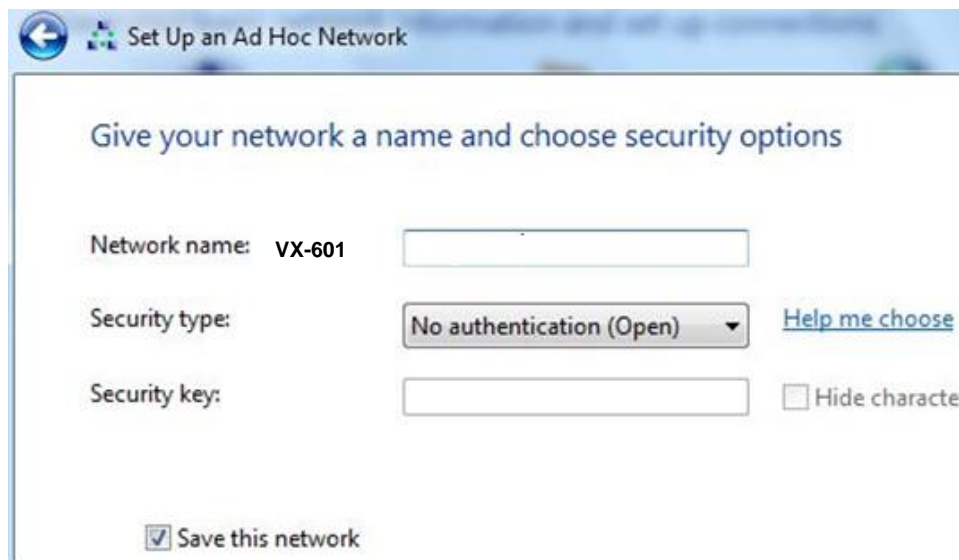 Set Up an Ad Hoc Network
Give your network a name and choose security options
Network name: VX-601
Security type: No authentication (Open) Help me choose
Security key: Hide characte
Save this network